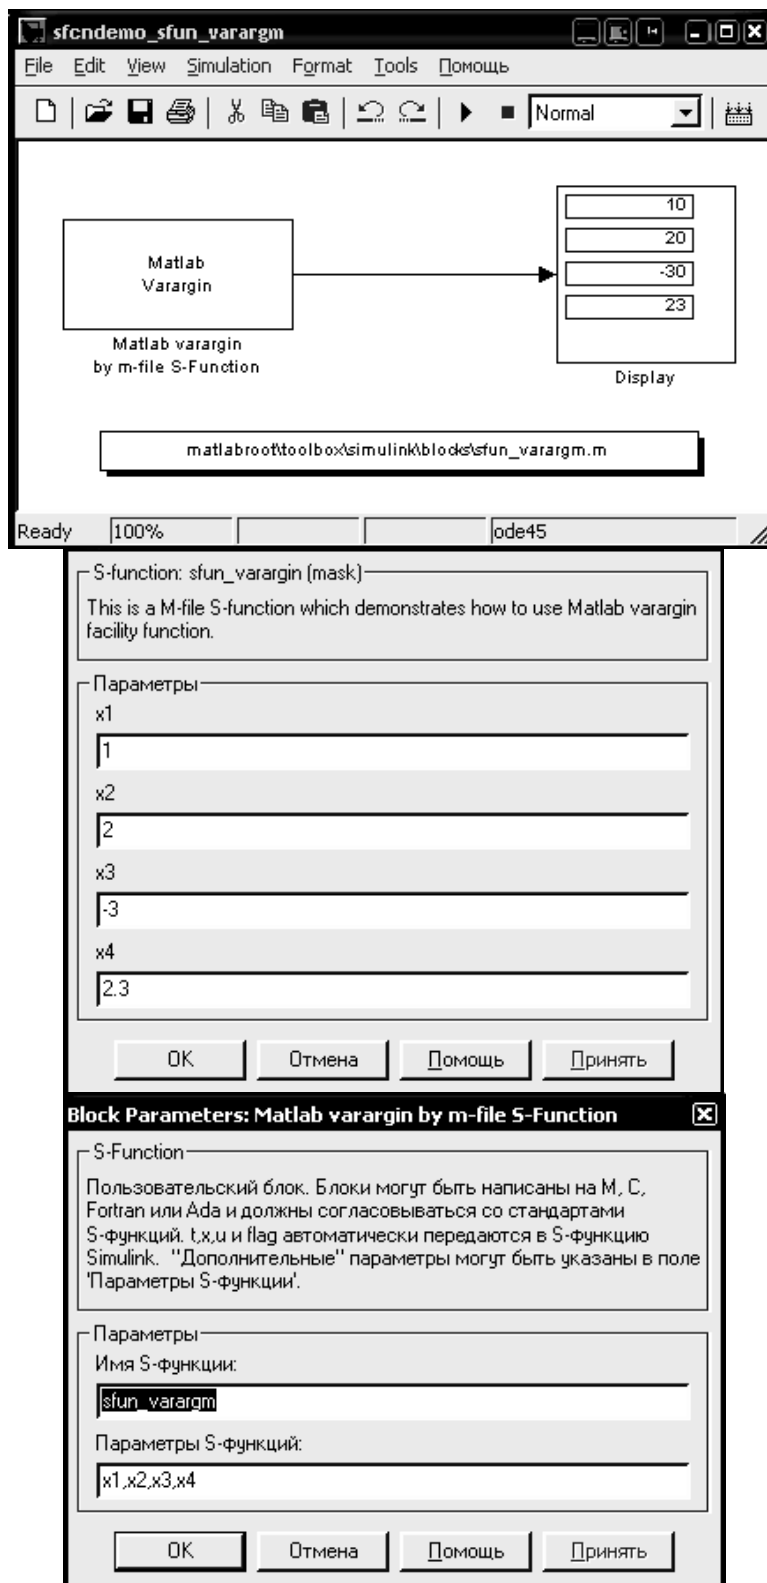 sfcndemo_sfun_varargm
File Edit View Simulation Format Tools Помощь
Normal
Matlab
Varargin
Matlab varargin
by m-file S-Function
10
20
-30
23
Display
matlabroot\toolbox\simulink\blocks\sfun_varargm.m
Ready 100% ode45
S-function: sfun_varargin (mask)
This is a M-file S-function which demonstrates how to use Matlab varargin
facility function.
Параметры
x1
1
x2
2
x3
-3
x4
2.3
OK Отмена Помощь Принять
Block Parameters: Matlab varargin by m-file S-Function
S-Function
Пользовательский блок. Блоки могут быть написаны на M, C,
Fortran или Ada и должны согласовываться со стандартами
S-функций. t,x,u и flag автоматически передаются в S-функцию
Simulink. "Дополнительные" параметры могут быть указаны в поле
'Параметры S-функции'.
Параметры
Имя S-функции:
sfun_varargm
Параметры S-функций:
x1,x2,x3,x4
OK Отмена Помощь Принять